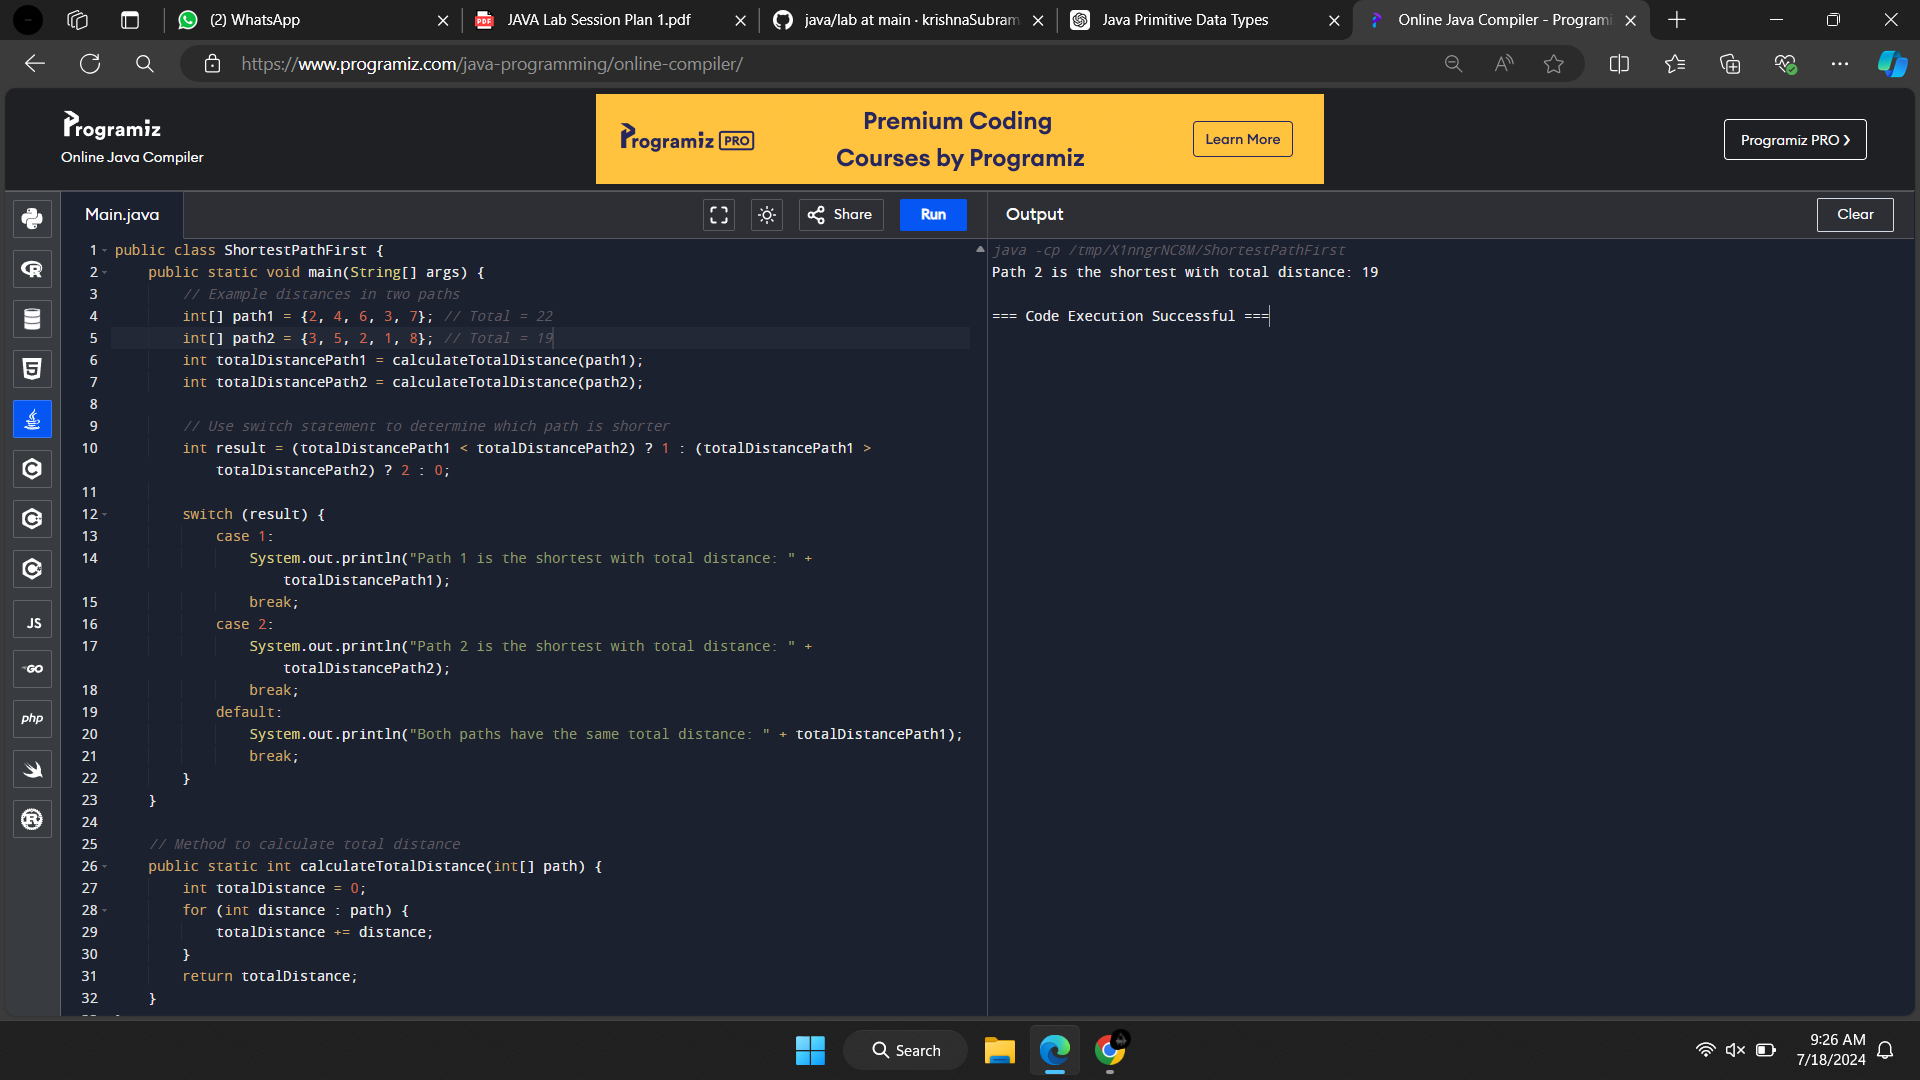 (2) WhatsApp
JAVA Lab Session Plan 1.pdf
java/lab at main · krishnaSubram
Java Primitive Data Types
Online Java Compiler - Programi
https://www.programiz.com/java-programming/online-compiler/
Programiz
Online Java Compiler
Programiz PRO
Premium Coding
Courses by Programiz
Learn More
Programiz PRO ❯
Main.java
Share
Run
Output
Clear
1 public class ShortestPathFirst {
2 public static void main(String[] args) {
3 // Example distances in two paths
4 int[] path1 = {2, 4, 6, 3, 7}; // Total = 22
5 int[] path2 = {3, 5, 2, 1, 8}; // Total = 19
6 int totalDistancePath1 = calculateTotalDistance(path1);
7 int totalDistancePath2 = calculateTotalDistance(path2);
8
9 // Use switch statement to determine which path is shorter
10 int result = (totalDistancePath1 < totalDistancePath2) ? 1 : (totalDistancePath1 >
totalDistancePath2) ? 2 : 0;
11
12 switch (result) {
13 case 1:
14 System.out.println("Path 1 is the shortest with total distance: " +
totalDistancePath1);
15 break;
16 case 2:
17 System.out.println("Path 2 is the shortest with total distance: " +
totalDistancePath2);
18 break;
19 default:
20 System.out.println("Both paths have the same total distance: " + totalDistancePath1);
21 break;
22 }
23 }
24
25 // Method to calculate total distance
26 public static int calculateTotalDistance(int[] path) {
27 int totalDistance = 0;
28 for (int distance : path) {
29 totalDistance += distance;
30 }
31 return totalDistance;
32 }
java -cp /tmp/X1nngrNC8M/ShortestPathFirst
Path 2 is the shortest with total distance: 19
=== Code Execution Successful ===
JS
GO
php
Search
9:26 AM
7/18/2024